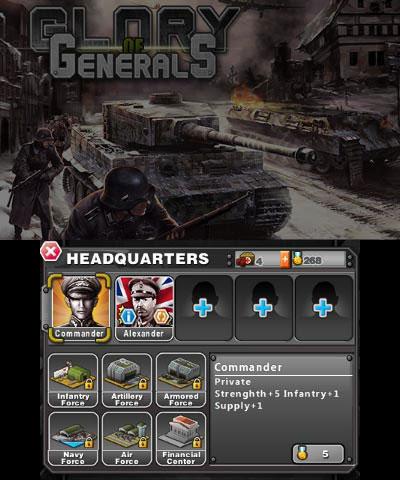 GLORY
OF
GENERALS
HEADQUARTERS
4
268
Commander
Alexander
Infantry
Force
Artillery
Force
Armored
Force
Navy
Force
Air
Force
Financial
Center
Commander
Private
Strenghth+5 Infantry+1
Supply+1
5